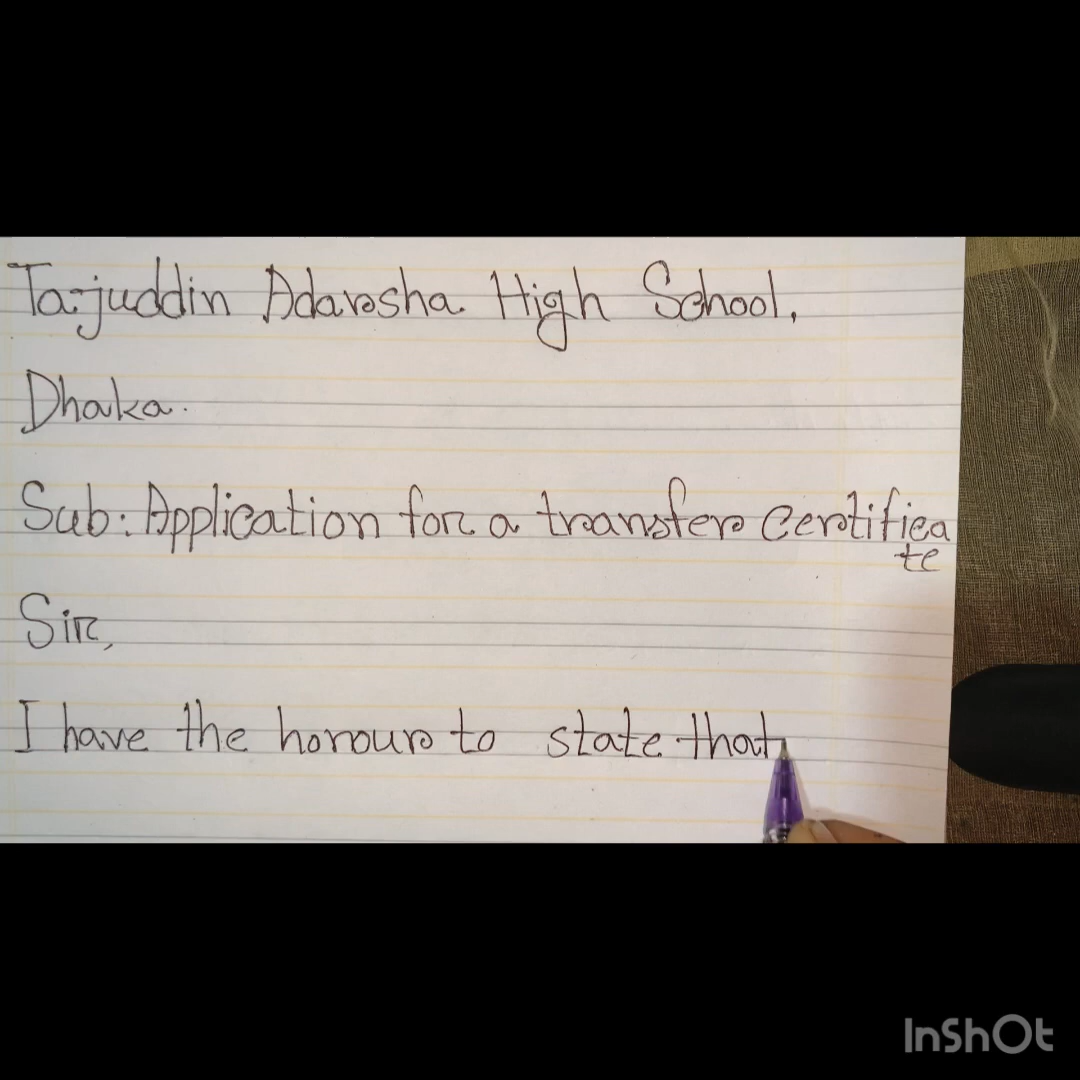 Tajuddin Adarsha High School,
Dhaka.
Sub: Application for a transfer certifica
te
Sir,
I have the honour to state that
InShOt